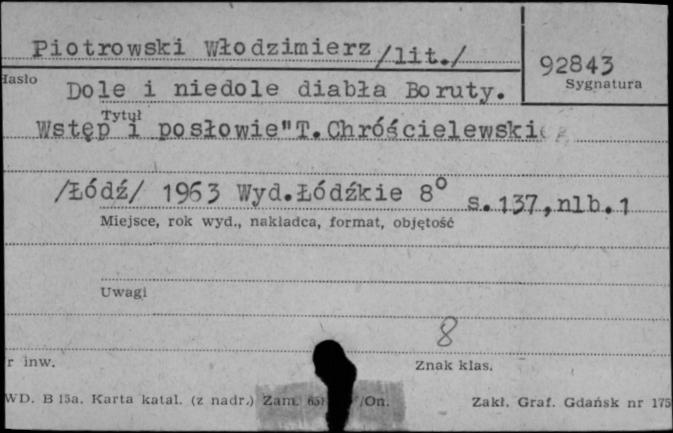 Piotrowski Włodzimierz /lit./
92843
Hasło
Sygnatura
Dole i niedole diabła Boruty.
Tytuł
Wstęp i posłowie"T.Chróścielewski
/Łódź/ 1963 Wyd.Łódźkie 8° s.137,nlb.1
Miejsce, rok wyd., nakładca, format, objętość
Uwagi
8
r inw.
Znak klas.
WD. B 15a. Karta katal. (z nadr.) Zam. /On.
Zakł. Graf. Gdańsk nr 175